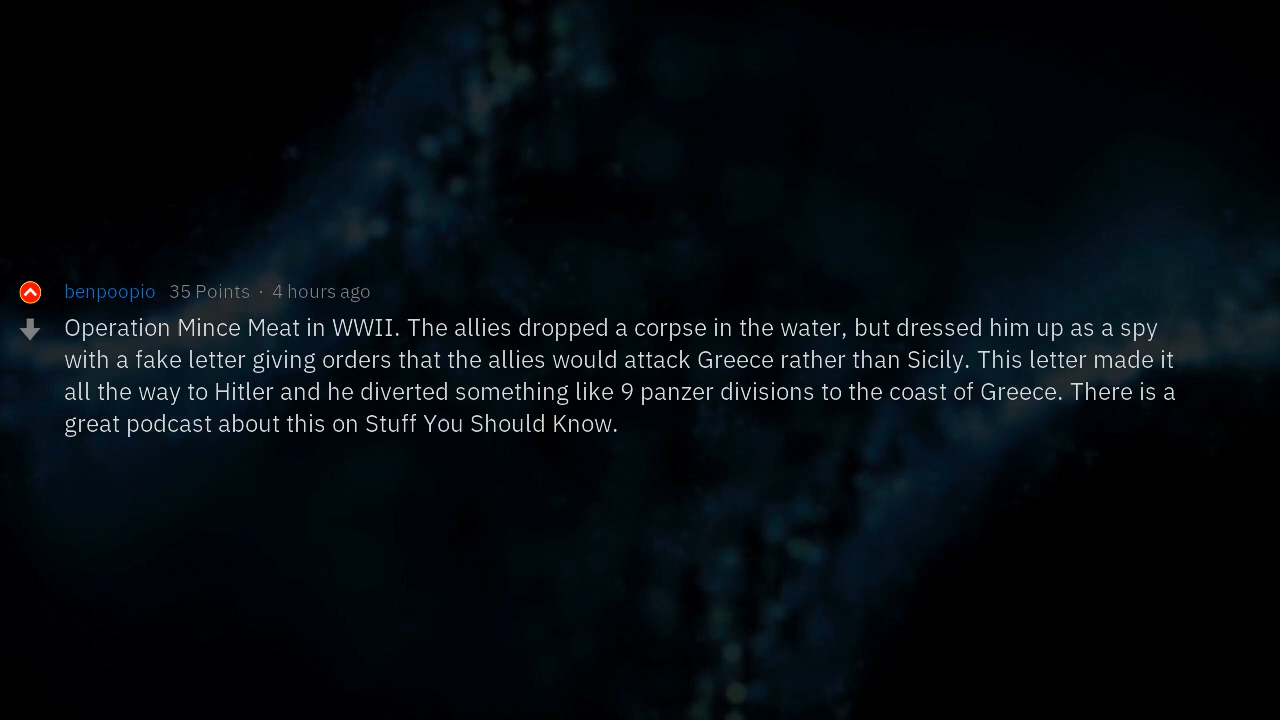 benpoopio 35 Points · 4 hours ago
Operation Mince Meat in WWII. The allies dropped a corpse in the water, but dressed him up as a spy
with a fake letter giving orders that the allies would attack Greece rather than Sicily. This letter made it
all the way to Hitler and he diverted something like 9 panzer divisions to the coast of Greece. There is a
great podcast about this on Stuff You Should Know.